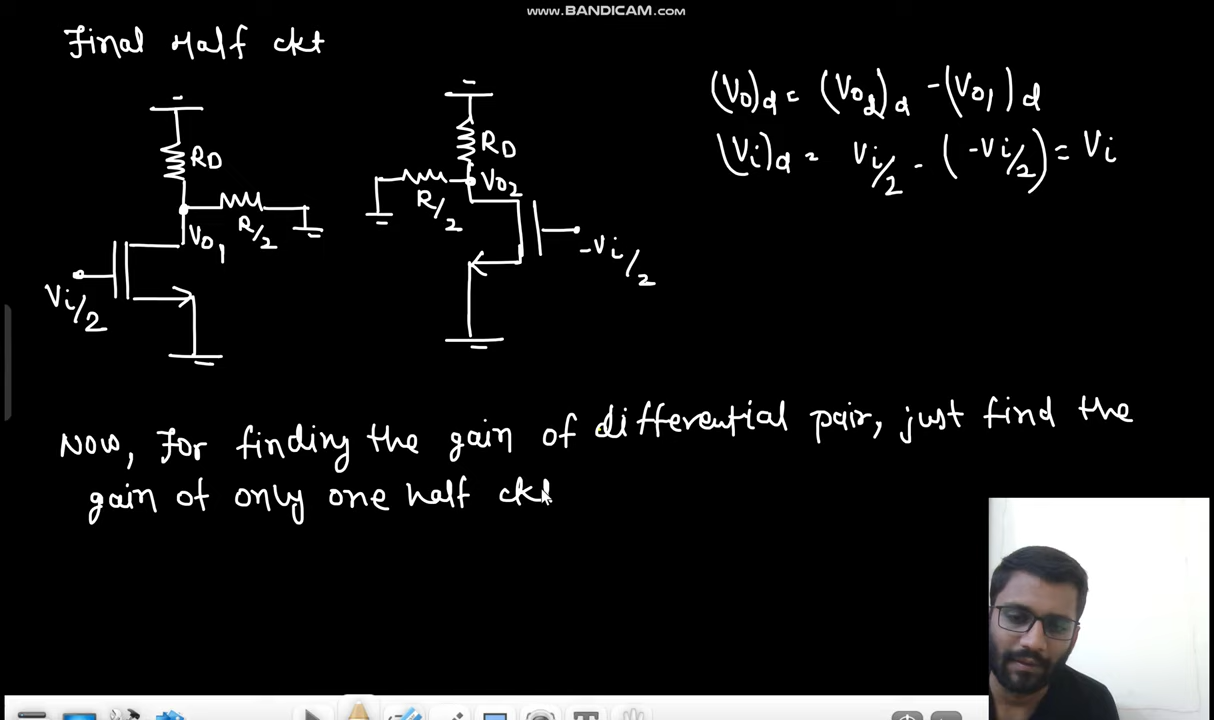 WWW.BANDICAM.COM
Final Half ckt
(Vo)d = (Vo2)d - (Vo1)d
(Vi)d = Vi/2 - (-Vi/2) = Vi
RD
R/2
Vo1
Vi/2
RD
Vo2
R/2
-Vi/2
Now, For finding the gain of differential pair, just find the
gain of only one half ckt